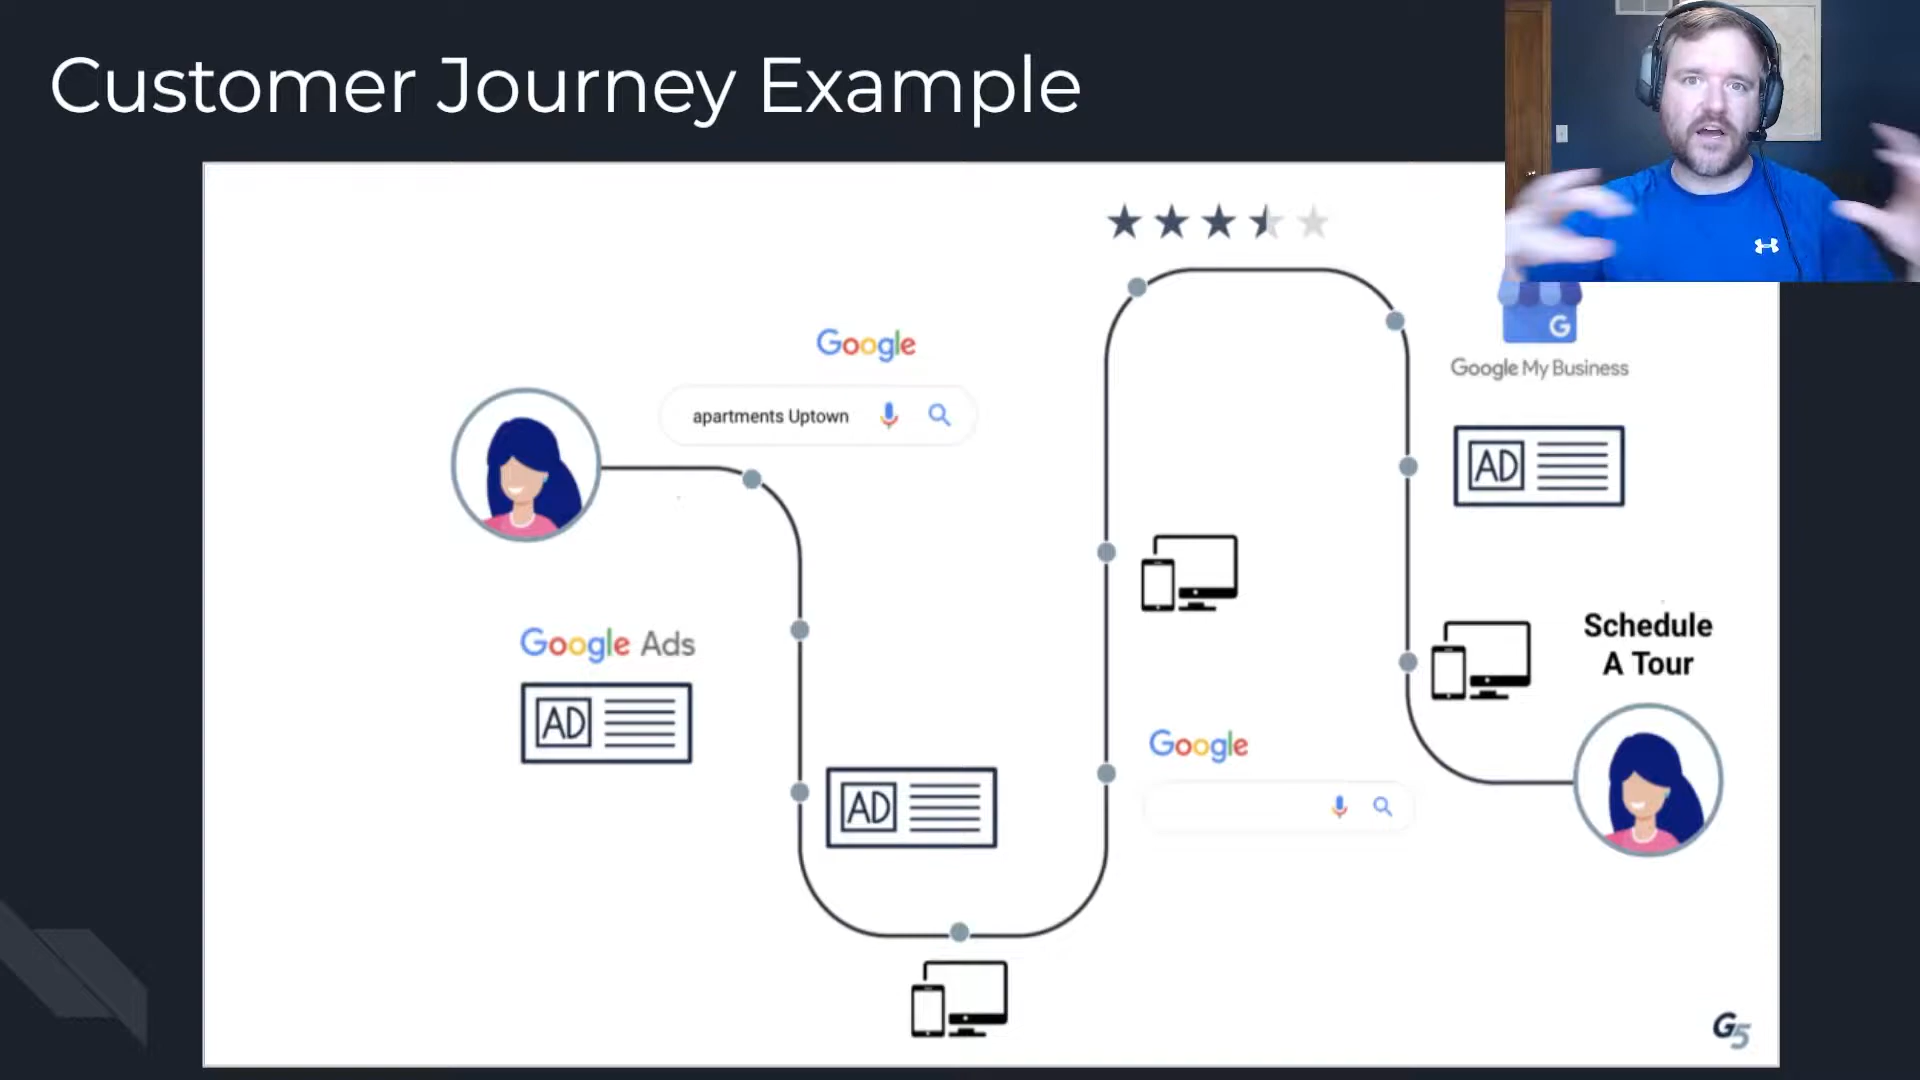 Customer Journey Example
Google
apartments Uptown
Google Ads
AD
AD
Google
G
Google My Business
AD
Schedule
A Tour
G5